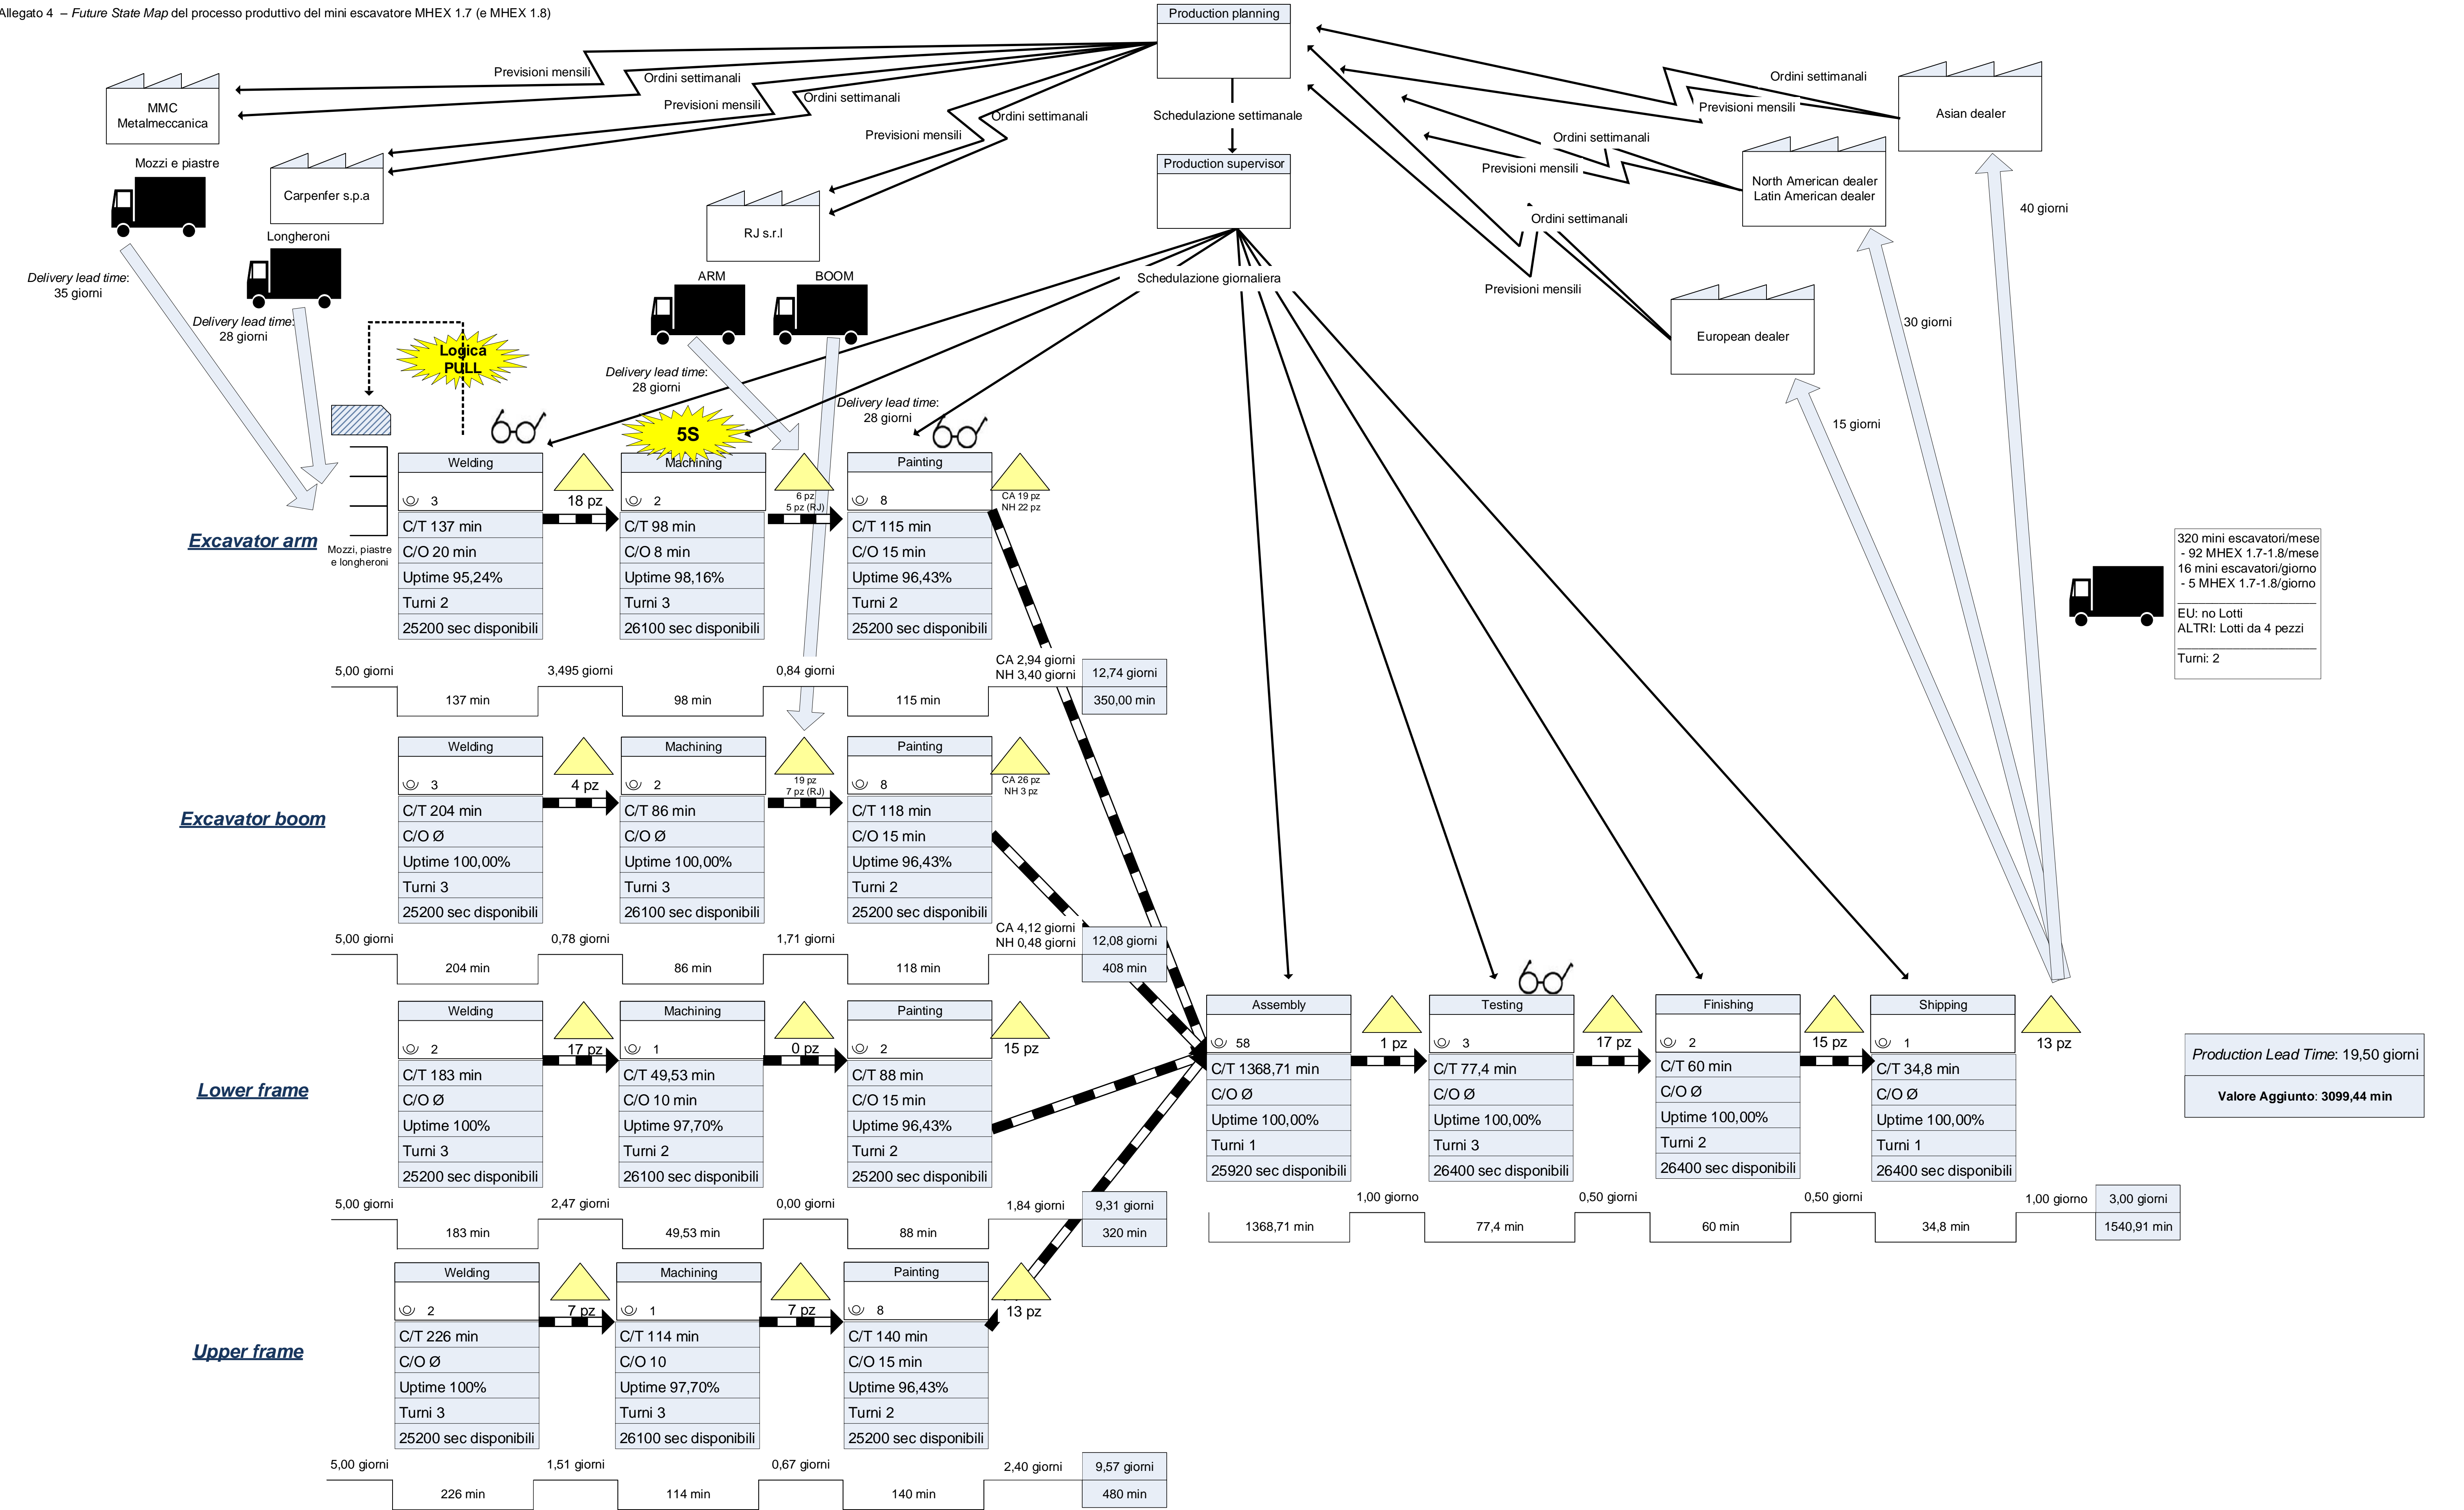 Allegato 4 – Future State Map del processo produttivo del mini escavatore MHEX 1.7 (e MHEX 1.8)
Production planning
Previsioni mensili
Ordini settimanali
Previsioni mensili
Ordini settimanali
Previsioni mensili
Ordini settimanali
Schedulazione settimanale
Production supervisor
Schedulazione giornaliera
Ordini settimanali
Previsioni mensili
Asian dealer
Ordini settimanali
Previsioni mensili
North American dealer
Latin American dealer
Ordini settimanali
Previsioni mensili
European dealer
40 giorni
30 giorni
15 giorni
MMC
Metalmeccanica
Mozzi e piastre
Carpenfer s.p.a
Longheroni
RJ s.r.l
ARM
BOOM
Delivery lead time:
35 giorni
Delivery lead time:
28 giorni
Delivery lead time:
28 giorni
Delivery lead time:
28 giorni
Logica
PULL
5S
Mozzi, piastre
e longheroni
Excavator arm
Welding
3
C/T 137 min
C/O 20 min
Uptime 95,24%
Turni 2
25200 sec disponibili
18 pz
Machining
2
C/T 98 min
C/O 8 min
Uptime 98,16%
Turni 3
26100 sec disponibili
6 pz
5 pz (RJ)
Painting
8
C/T 115 min
C/O 15 min
Uptime 96,43%
Turni 2
25200 sec disponibili
CA 19 pz
NH 22 pz
5,00 giorni
137 min
3,495 giorni
98 min
0,84 giorni
115 min
CA 2,94 giorni
NH 3,40 giorni
12,74 giorni
350,00 min
Excavator boom
Welding
3
C/T 204 min
C/O Ø
Uptime 100,00%
Turni 3
25200 sec disponibili
4 pz
Machining
2
C/T 86 min
C/O Ø
Uptime 100,00%
Turni 3
26100 sec disponibili
19 pz
7 pz (RJ)
Painting
8
C/T 118 min
C/O 15 min
Uptime 96,43%
Turni 2
25200 sec disponibili
CA 26 pz
NH 3 pz
5,00 giorni
204 min
0,78 giorni
86 min
1,71 giorni
118 min
CA 4,12 giorni
NH 0,48 giorni
12,08 giorni
408 min
Lower frame
Welding
2
C/T 183 min
C/O Ø
Uptime 100%
Turni 3
25200 sec disponibili
17 pz
Machining
1
C/T 49,53 min
C/O 10 min
Uptime 97,70%
Turni 2
26100 sec disponibili
0 pz
Painting
2
C/T 88 min
C/O 15 min
Uptime 96,43%
Turni 2
25200 sec disponibili
15 pz
5,00 giorni
183 min
2,47 giorni
49,53 min
0,00 giorni
88 min
1,84 giorni
9,31 giorni
320 min
Upper frame
Welding
2
C/T 226 min
C/O Ø
Uptime 100%
Turni 3
25200 sec disponibili
7 pz
Machining
1
C/T 114 min
C/O 10
Uptime 97,70%
Turni 3
26100 sec disponibili
7 pz
Painting
8
C/T 140 min
C/O 15 min
Uptime 96,43%
Turni 2
25200 sec disponibili
13 pz
5,00 giorni
226 min
1,51 giorni
114 min
0,67 giorni
140 min
2,40 giorni
9,57 giorni
480 min
Assembly
58
C/T 1368,71 min
C/O Ø
Uptime 100,00%
Turni 1
25920 sec disponibili
1 pz
Testing
3
C/T 77,4 min
C/O Ø
Uptime 100,00%
Turni 3
26400 sec disponibili
17 pz
Finishing
2
C/T 60 min
C/O Ø
Uptime 100,00%
Turni 2
26400 sec disponibili
15 pz
Shipping
1
C/T 34,8 min
C/O Ø
Uptime 100,00%
Turni 1
26400 sec disponibili
13 pz
1368,71 min
1,00 giorno
77,4 min
0,50 giorni
60 min
0,50 giorni
34,8 min
1,00 giorno
3,00 giorni
1540,91 min
320 mini escavatori/mese
- 92 MHEX 1.7-1.8/mese
16 mini escavatori/giorno
- 5 MHEX 1.7-1.8/giorno
EU: no Lotti
ALTRI: Lotti da 4 pezzi
Turni: 2
Production Lead Time: 19,50 giorni
Valore Aggiunto: 3099,44 min